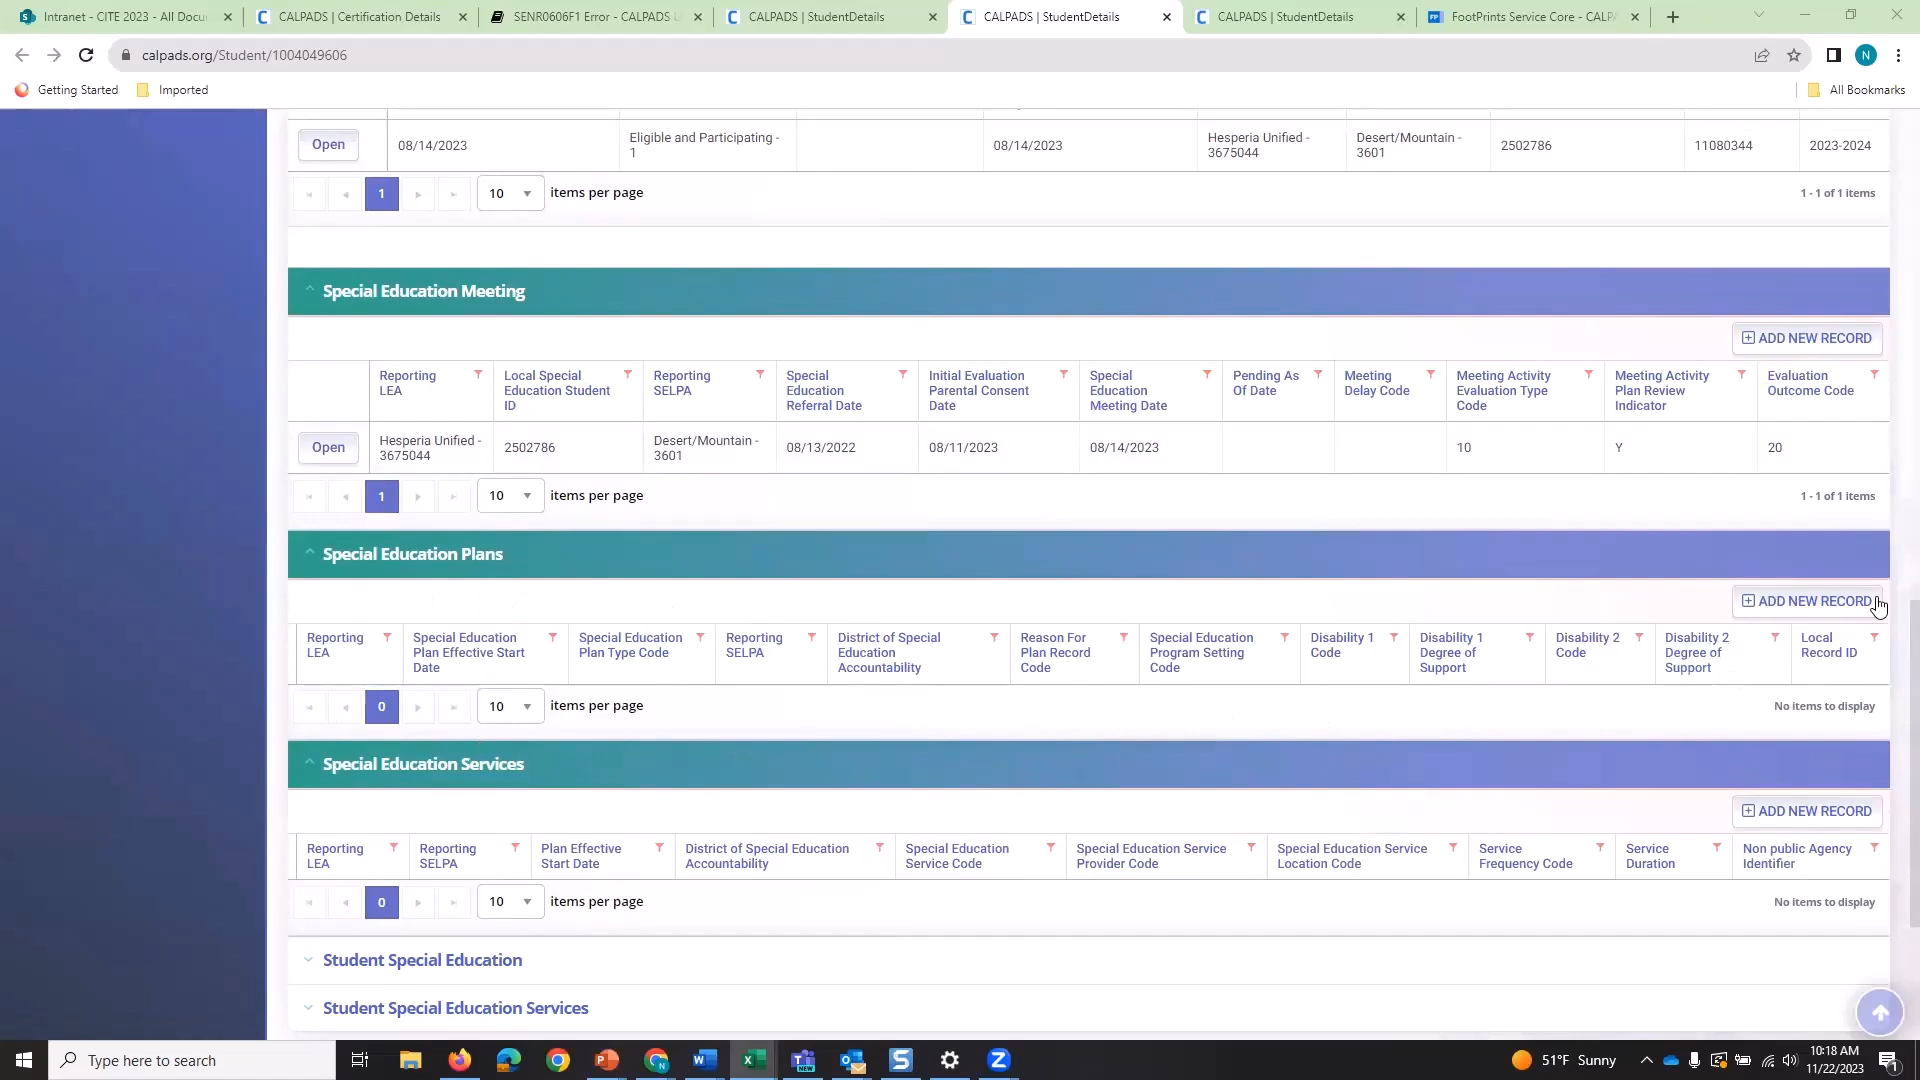 Intranet - CITE 2023 - All Docu
CALPADS | Certification Details
SENR0606F1 Error - CALPADS U
CALPADS | StudentDetails
CALPADS | StudentDetails
CALPADS | StudentDetails
FootPrints Service Core - CALP
calpads.org/Student/1004049606
N
Getting Started
Imported
All Bookmarks
Open
08/14/2023
Eligible and Participating -
1
08/14/2023
Hesperia Unified -
3675044
Desert/Mountain -
3601
2502786
11080344
2023-2024
1
10
items per page
1 - 1 of 1 items
Special Education Meeting
ADD NEW RECORD
Reporting
LEA
Local Special
Education Student
ID
Reporting
SELPA
Special
Education
Referral Date
Initial Evaluation
Parental Consent
Date
Special
Education
Meeting Date
Pending As
Of Date
Meeting
Delay Code
Meeting Activity
Evaluation Type
Code
Meeting Activity
Plan Review
Indicator
Evaluation
Outcome Code
Open
Hesperia Unified -
3675044
2502786
Desert/Mountain -
3601
08/13/2022
08/11/2023
08/14/2023
10
Y
20
1
10
items per page
1 - 1 of 1 items
Special Education Plans
ADD NEW RECORD
Reporting
LEA
Special Education
Plan Effective Start
Date
Special Education
Plan Type Code
Reporting
SELPA
District of Special
Education
Accountability
Reason For
Plan Record
Code
Special Education
Program Setting
Code
Disability 1
Code
Disability 1
Degree of
Support
Disability 2
Code
Disability 2
Degree of
Support
Local
Record ID
0
10
items per page
No items to display
Special Education Services
ADD NEW RECORD
Reporting
LEA
Reporting
SELPA
Plan Effective
Start Date
District of Special Education
Accountability
Special Education
Service Code
Special Education Service
Provider Code
Special Education Service
Location Code
Service
Frequency Code
Service
Duration
Non public Agency
Identifier
0
10
items per page
No items to display
Student Special Education
Student Special Education Services
Type here to search
51°F Sunny
10:18 AM
11/22/2023